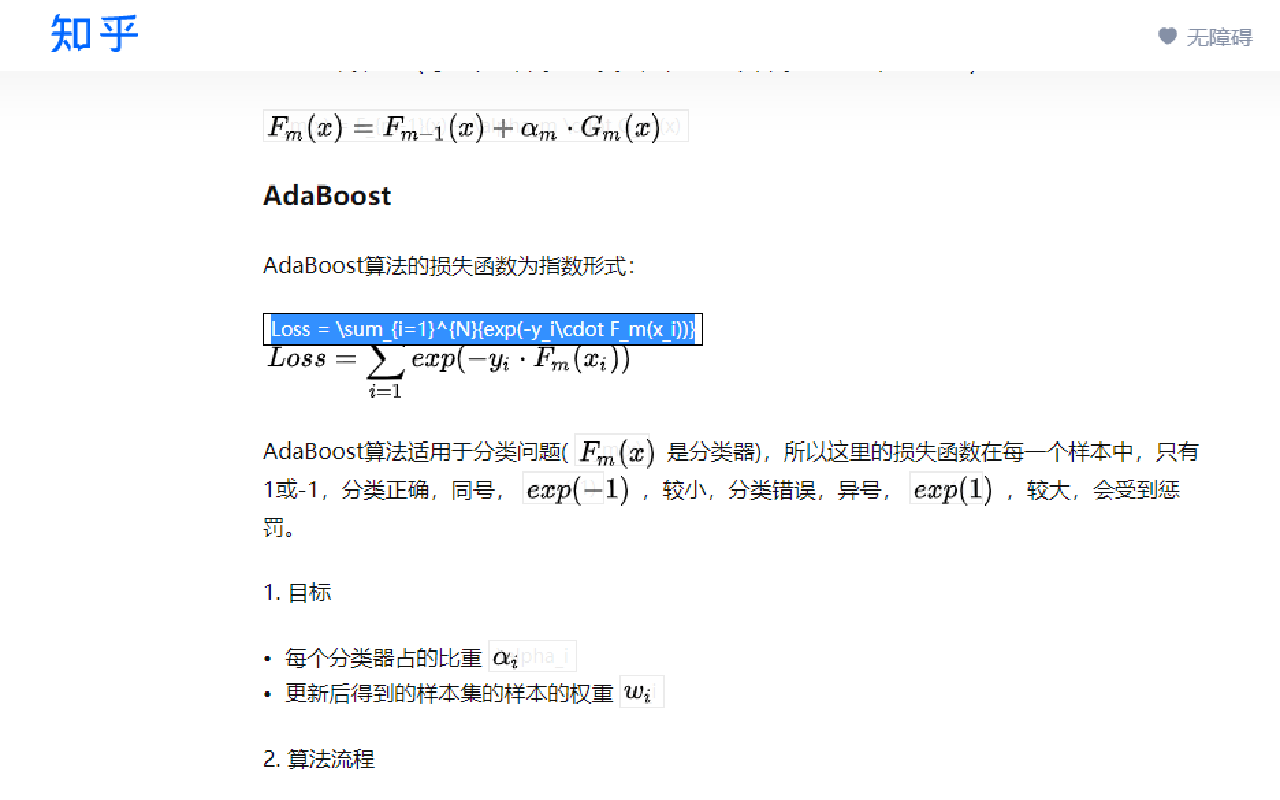 知乎
无障碍
F_m(x) = F_{m-1}(x) + α_m · G_m(x)
AdaBoost
AdaBoost算法的损失函数为指数形式：
Loss = \sum_{i=1}^{N}{exp(-y_i\cdot F_m(x_i))}
Loss = ∑_{i=1} exp(−y_i · F_m(x_i))
AdaBoost算法适用于分类问题( F_m(x) 是分类器)，所以这里的损失函数在每一个样本中，只有
1或-1，分类正确，同号， exp(−1) ，较小，分类错误，异号， exp(1) ，较大，会受到惩
罚。
1. 目标
• 每个分类器占的比重 α_i
• 更新后得到的样本集的样本的权重 w_i
2. 算法流程